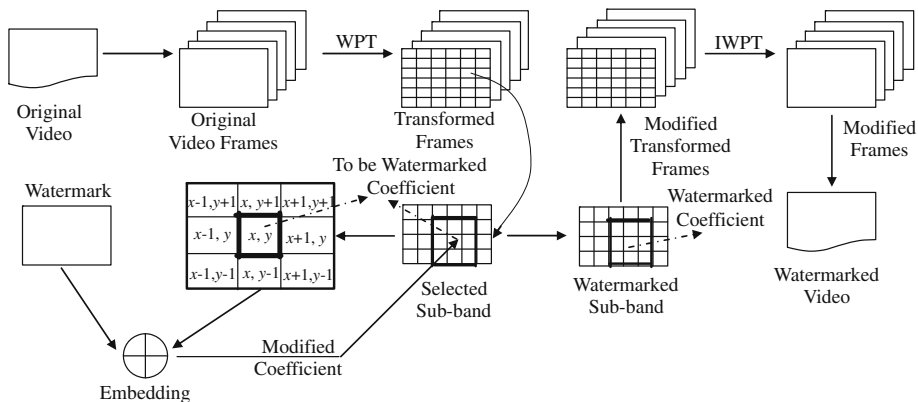 WPT
IWPT
Original
Video
Original
Video Frames
Transformed
Frames
Modified
Transformed
Frames
Modified
Frames
To be Watermarked
Coefficient
Watermark
x-1,y+1 x, y+1 x+1,y+1
x-1, y x, y x+1, y
x-1,y-1 x, y-1 x+1,y-1
Watermarked
Coefficient
Selected
Sub-band
Watermarked
Sub-band
Watermarked
Video
Modified
Coefficient
Embedding